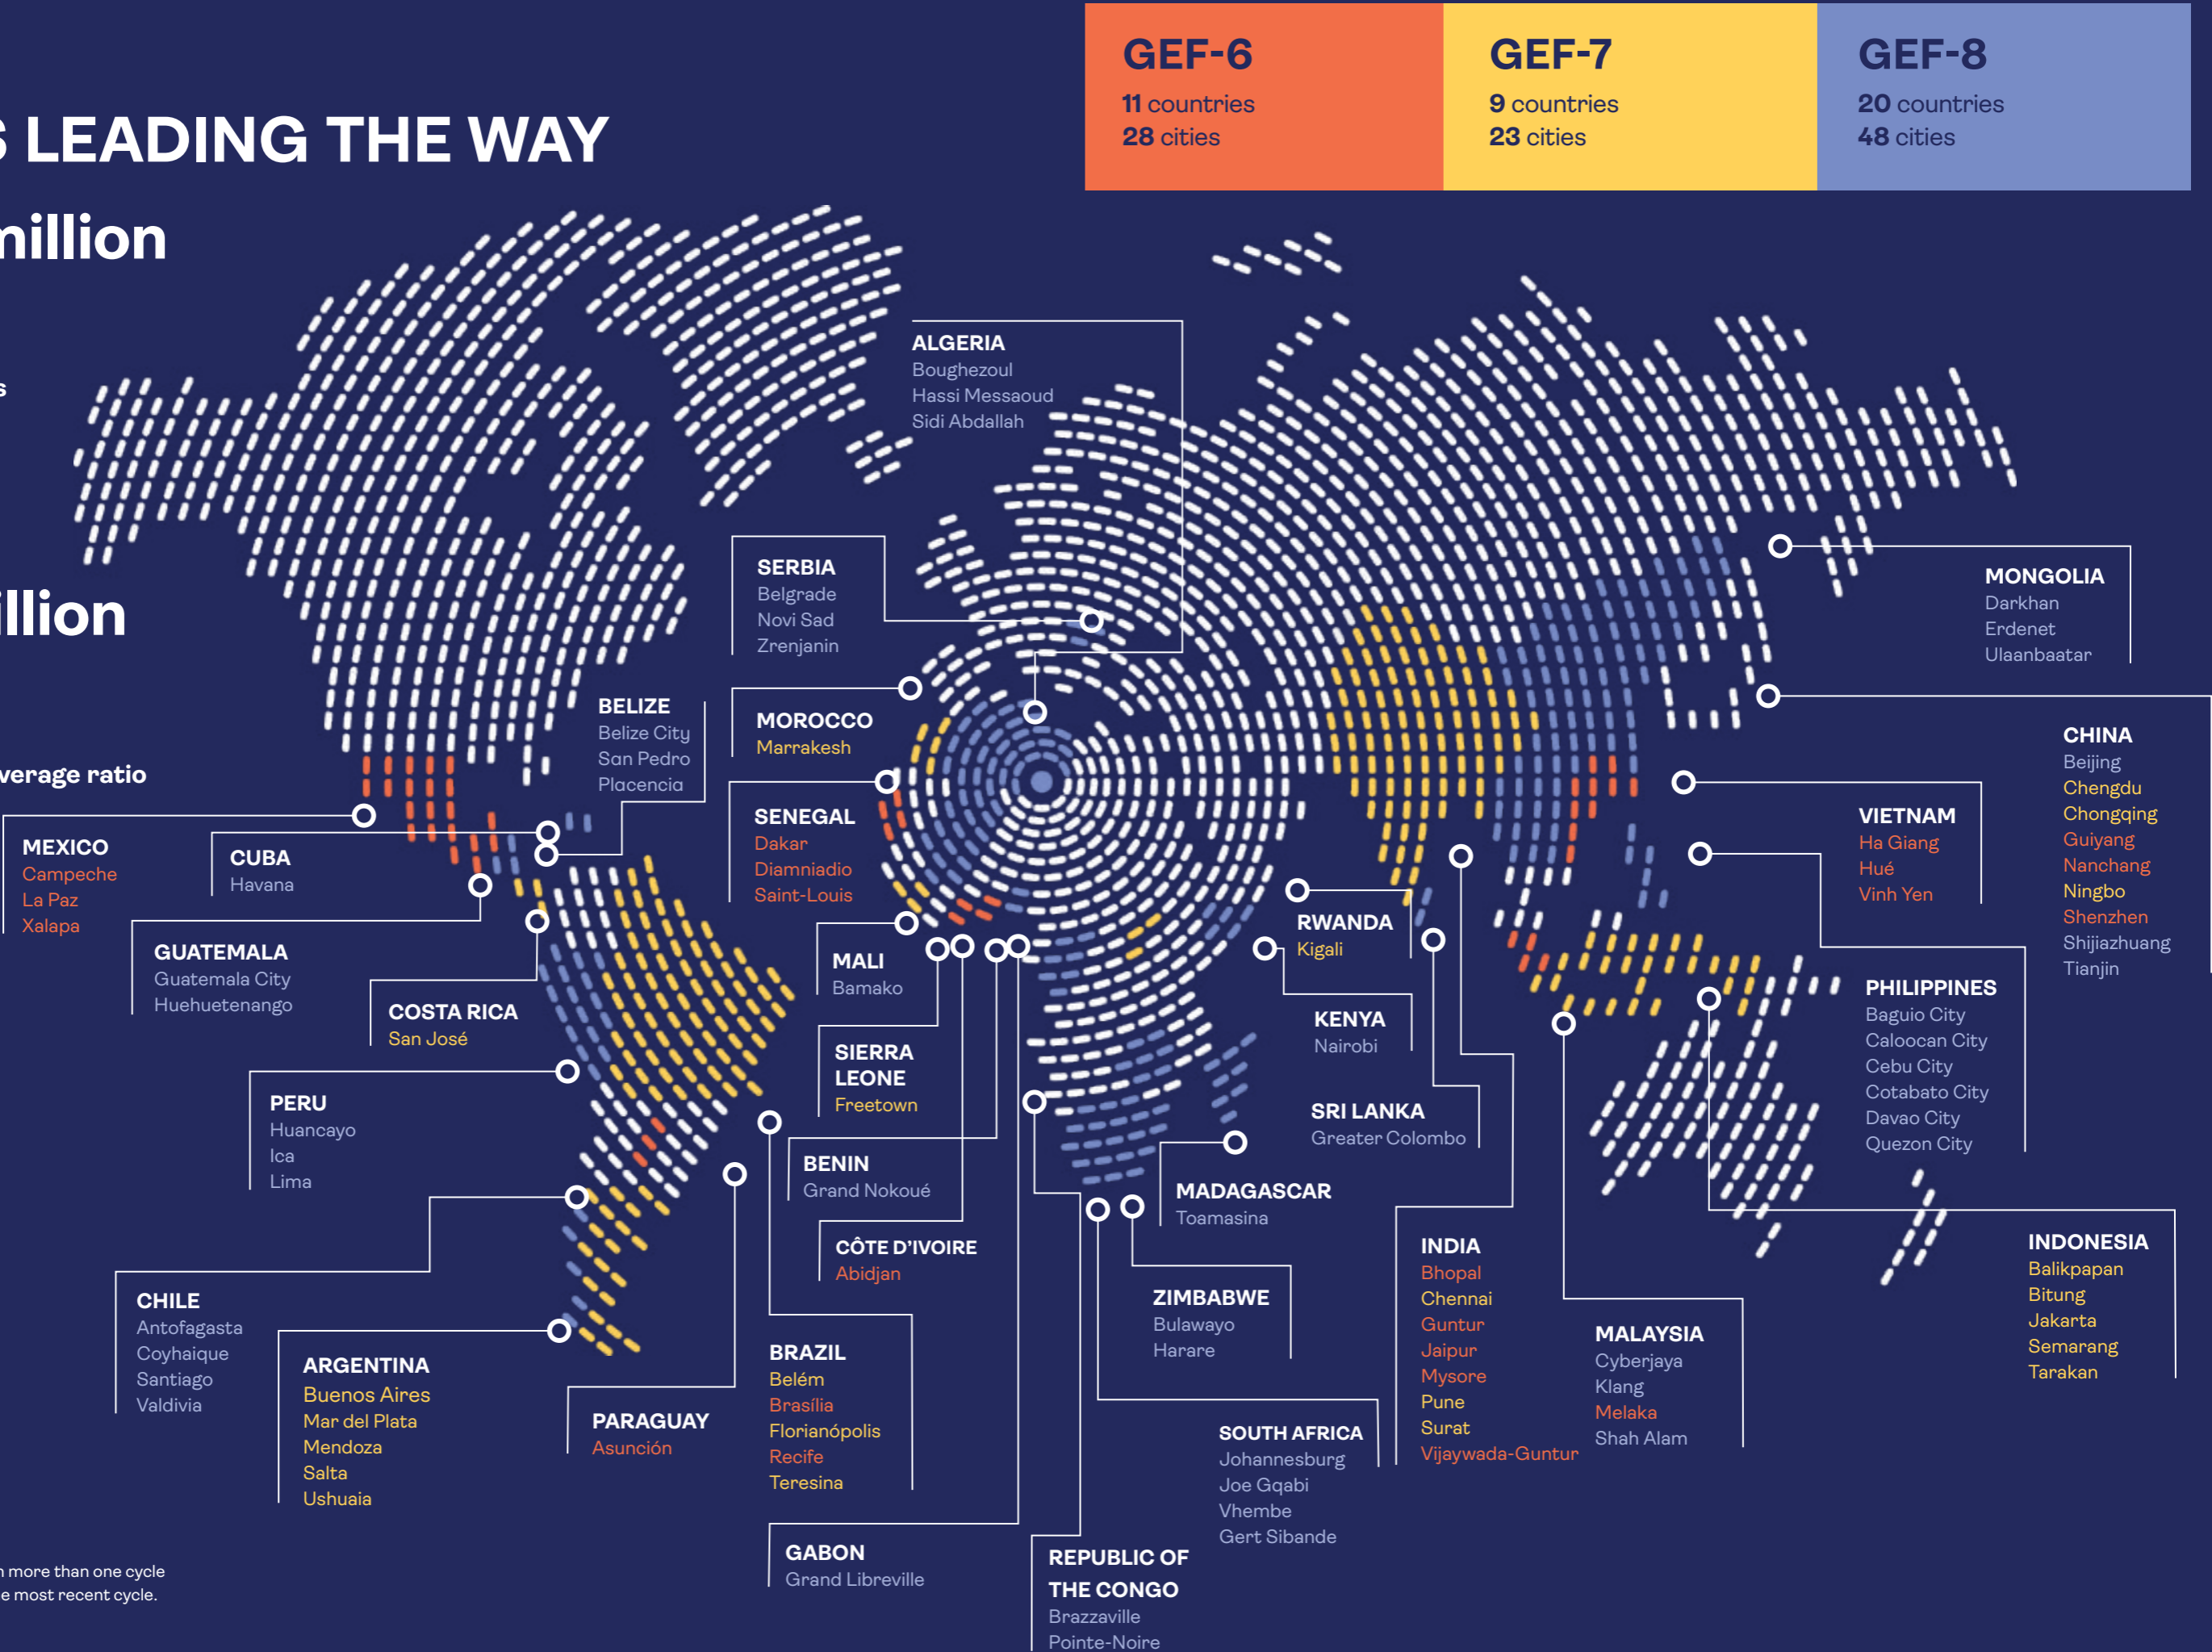 S LEADING THE WAY
million
s
illion
verage ratio
GEF-6
11 countries
28 cities
GEF-7
9 countries
23 cities
GEF-8
20 countries
48 cities
ALGERIA
Boughezoul
Hassi Messaoud
Sidi Abdallah
SERBIA
Belgrade
Novi Sad
Zrenjanin
MONGOLIA
Darkhan
Erdenet
Ulaanbaatar
BELIZE
Belize City
San Pedro
Placencia
MOROCCO
Marrakesh
CHINA
Beijing
Chengdu
Chongqing
Guiyang
Nanchang
Ningbo
Shenzhen
Shijiazhuang
Tianjin
MEXICO
Campeche
La Paz
Xalapa
CUBA
Havana
SENEGAL
Dakar
Diamniadio
Saint-Louis
VIETNAM
Ha Giang
Hué
Vinh Yen
GUATEMALA
Guatemala City
Huehuetenango
COSTA RICA
San José
MALI
Bamako
RWANDA
Kigali
KENYA
Nairobi
PHILIPPINES
Baguio City
Caloocan City
Cebu City
Cotabato City
Davao City
Quezon City
SIERRA
LEONE
Freetown
PERU
Huancayo
Ica
Lima
SRI LANKA
Greater Colombo
BENIN
Grand Nokoué
MADAGASCAR
Toamasina
CÔTE D'IVOIRE
Abidjan
INDIA
Bhopal
Chennai
Guntur
Jaipur
Mysore
Pune
Surat
Vijaywada-Guntur
INDONESIA
Balikpapan
Bitung
Jakarta
Semarang
Tarakan
CHILE
Antofagasta
Coyhaique
Santiago
Valdivia
ZIMBABWE
Bulawayo
Harare
MALAYSIA
Cyberjaya
Klang
Melaka
Shah Alam
ARGENTINA
Buenos Aires
Mar del Plata
Mendoza
Salta
Ushuaia
BRAZIL
Belém
Brasília
Florianópolis
Recife
Teresina
PARAGUAY
Asunción
SOUTH AFRICA
Johannesburg
Joe Gqabi
Vhembe
Gert Sibande
GABON
Grand Libreville
REPUBLIC OF
THE CONGO
Brazzaville
Pointe-Noire
n more than one cycle
e most recent cycle.